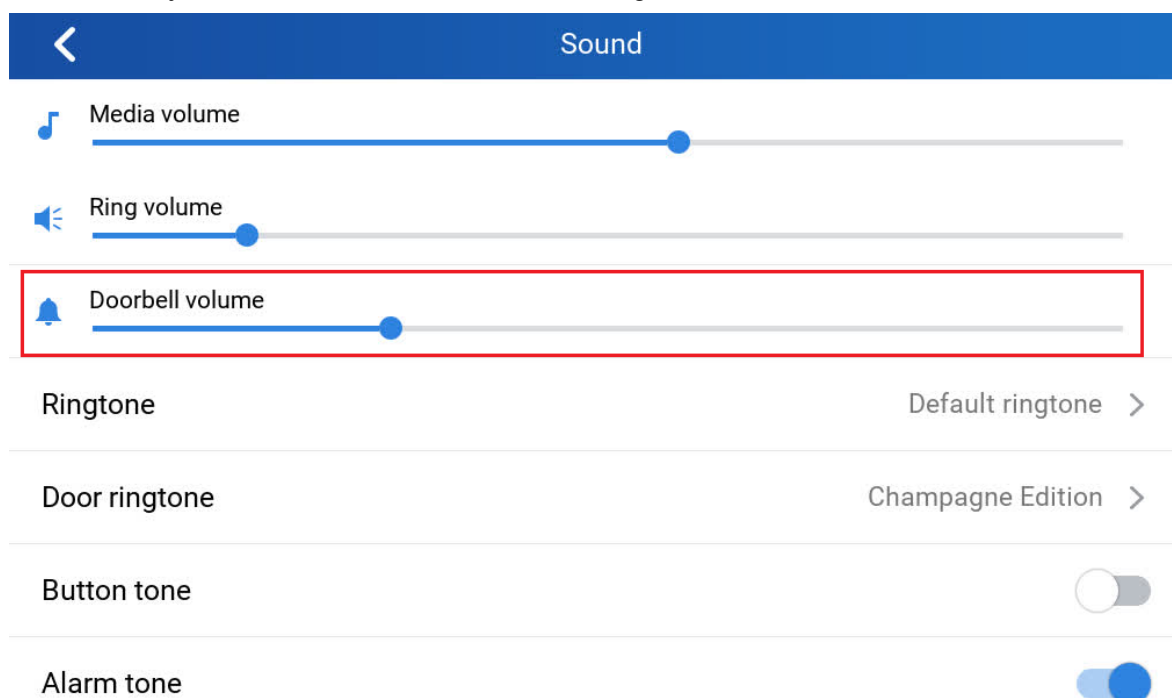 Sound
Media volume
Ring volume
Doorbell volume
Ringtone Default ringtone
Door ringtone Champagne Edition
Button tone
Alarm tone